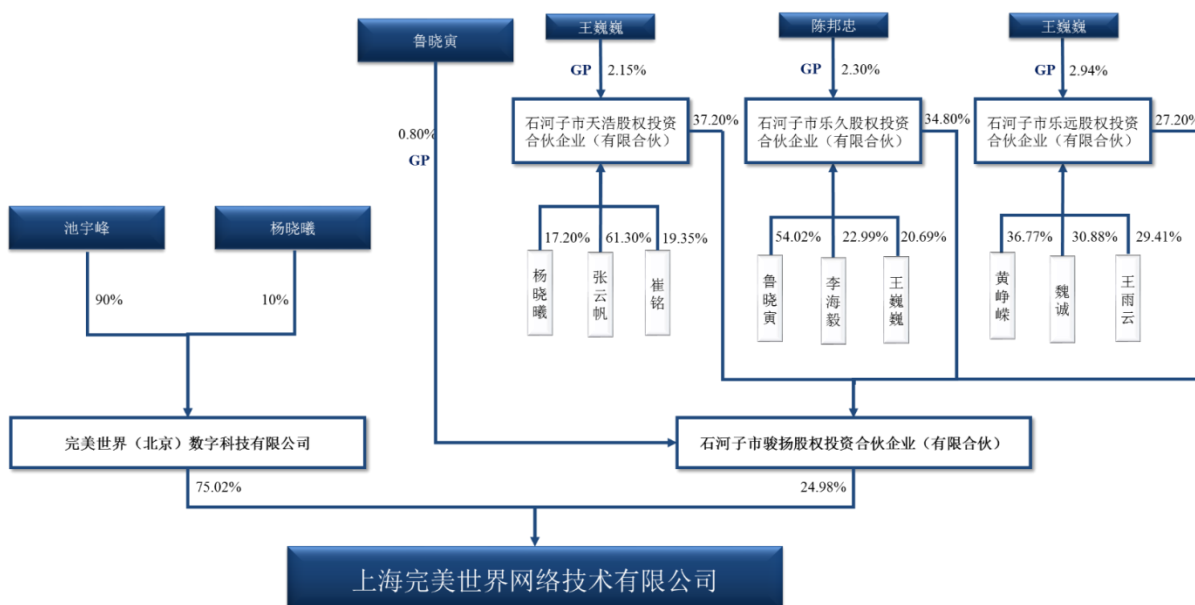 鲁晓寅
王巍巍
陈邦忠
王巍巍
GP
2.15%
GP
2.30%
GP
2.94%
0.80%
GP
石河子市天浩股权投资
合伙企业（有限合伙）
37.20%
石河子市乐久股权投资
合伙企业（有限合伙）
34.80%
石河子市乐远股权投资
合伙企业（有限合伙）
27.20%
池宇峰
杨晓曦
17.20%
61.30%
19.35%
54.02%
22.99%
20.69%
36.77%
30.88%
29.41%
杨晓曦
张云帆
崔铭
鲁晓寅
李海毅
王巍巍
黄峥嵘
魏诚
王雨云
90%
10%
完美世界（北京）数字科技有限公司
石河子市骏扬股权投资合伙企业（有限合伙）
75.02%
24.98%
上海完美世界网络技术有限公司